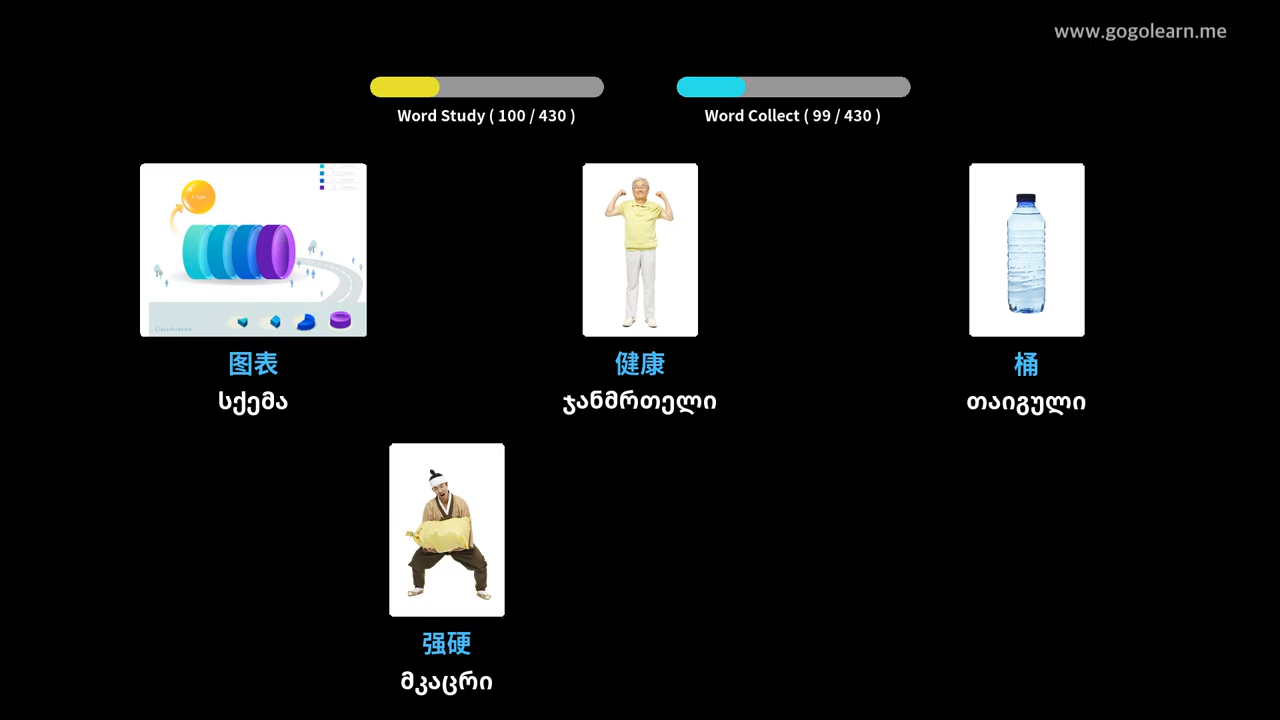 www.gogolearn.me
Word Study ( 100 / 430 )
Word Collect ( 99 / 430 )
图表
სქემა
健康
ჯანმრთელი
桶
თაიგული
强硬
მკაცრი
Classification